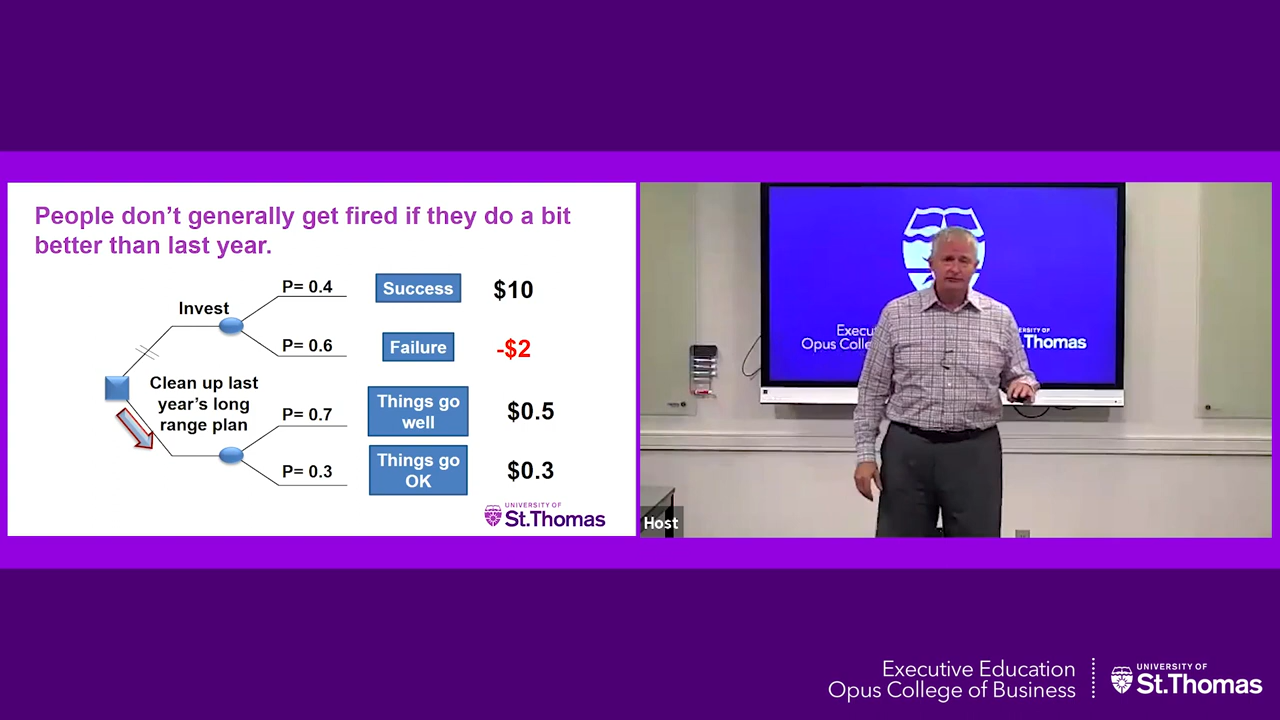 People don't generally get fired if they do a bit
better than last year.
Invest
P= 0.4
Success
$10
P= 0.6
Failure
-$2
Clean up last
year's long
range plan
P= 0.7
Things go
well
$0.5
P= 0.3
Things go
OK
$0.3
UNIVERSITY OF
St.Thomas
Opus
Thomas
Host
Executive Education
Opus College of Business
UNIVERSITY OF
St.Thomas